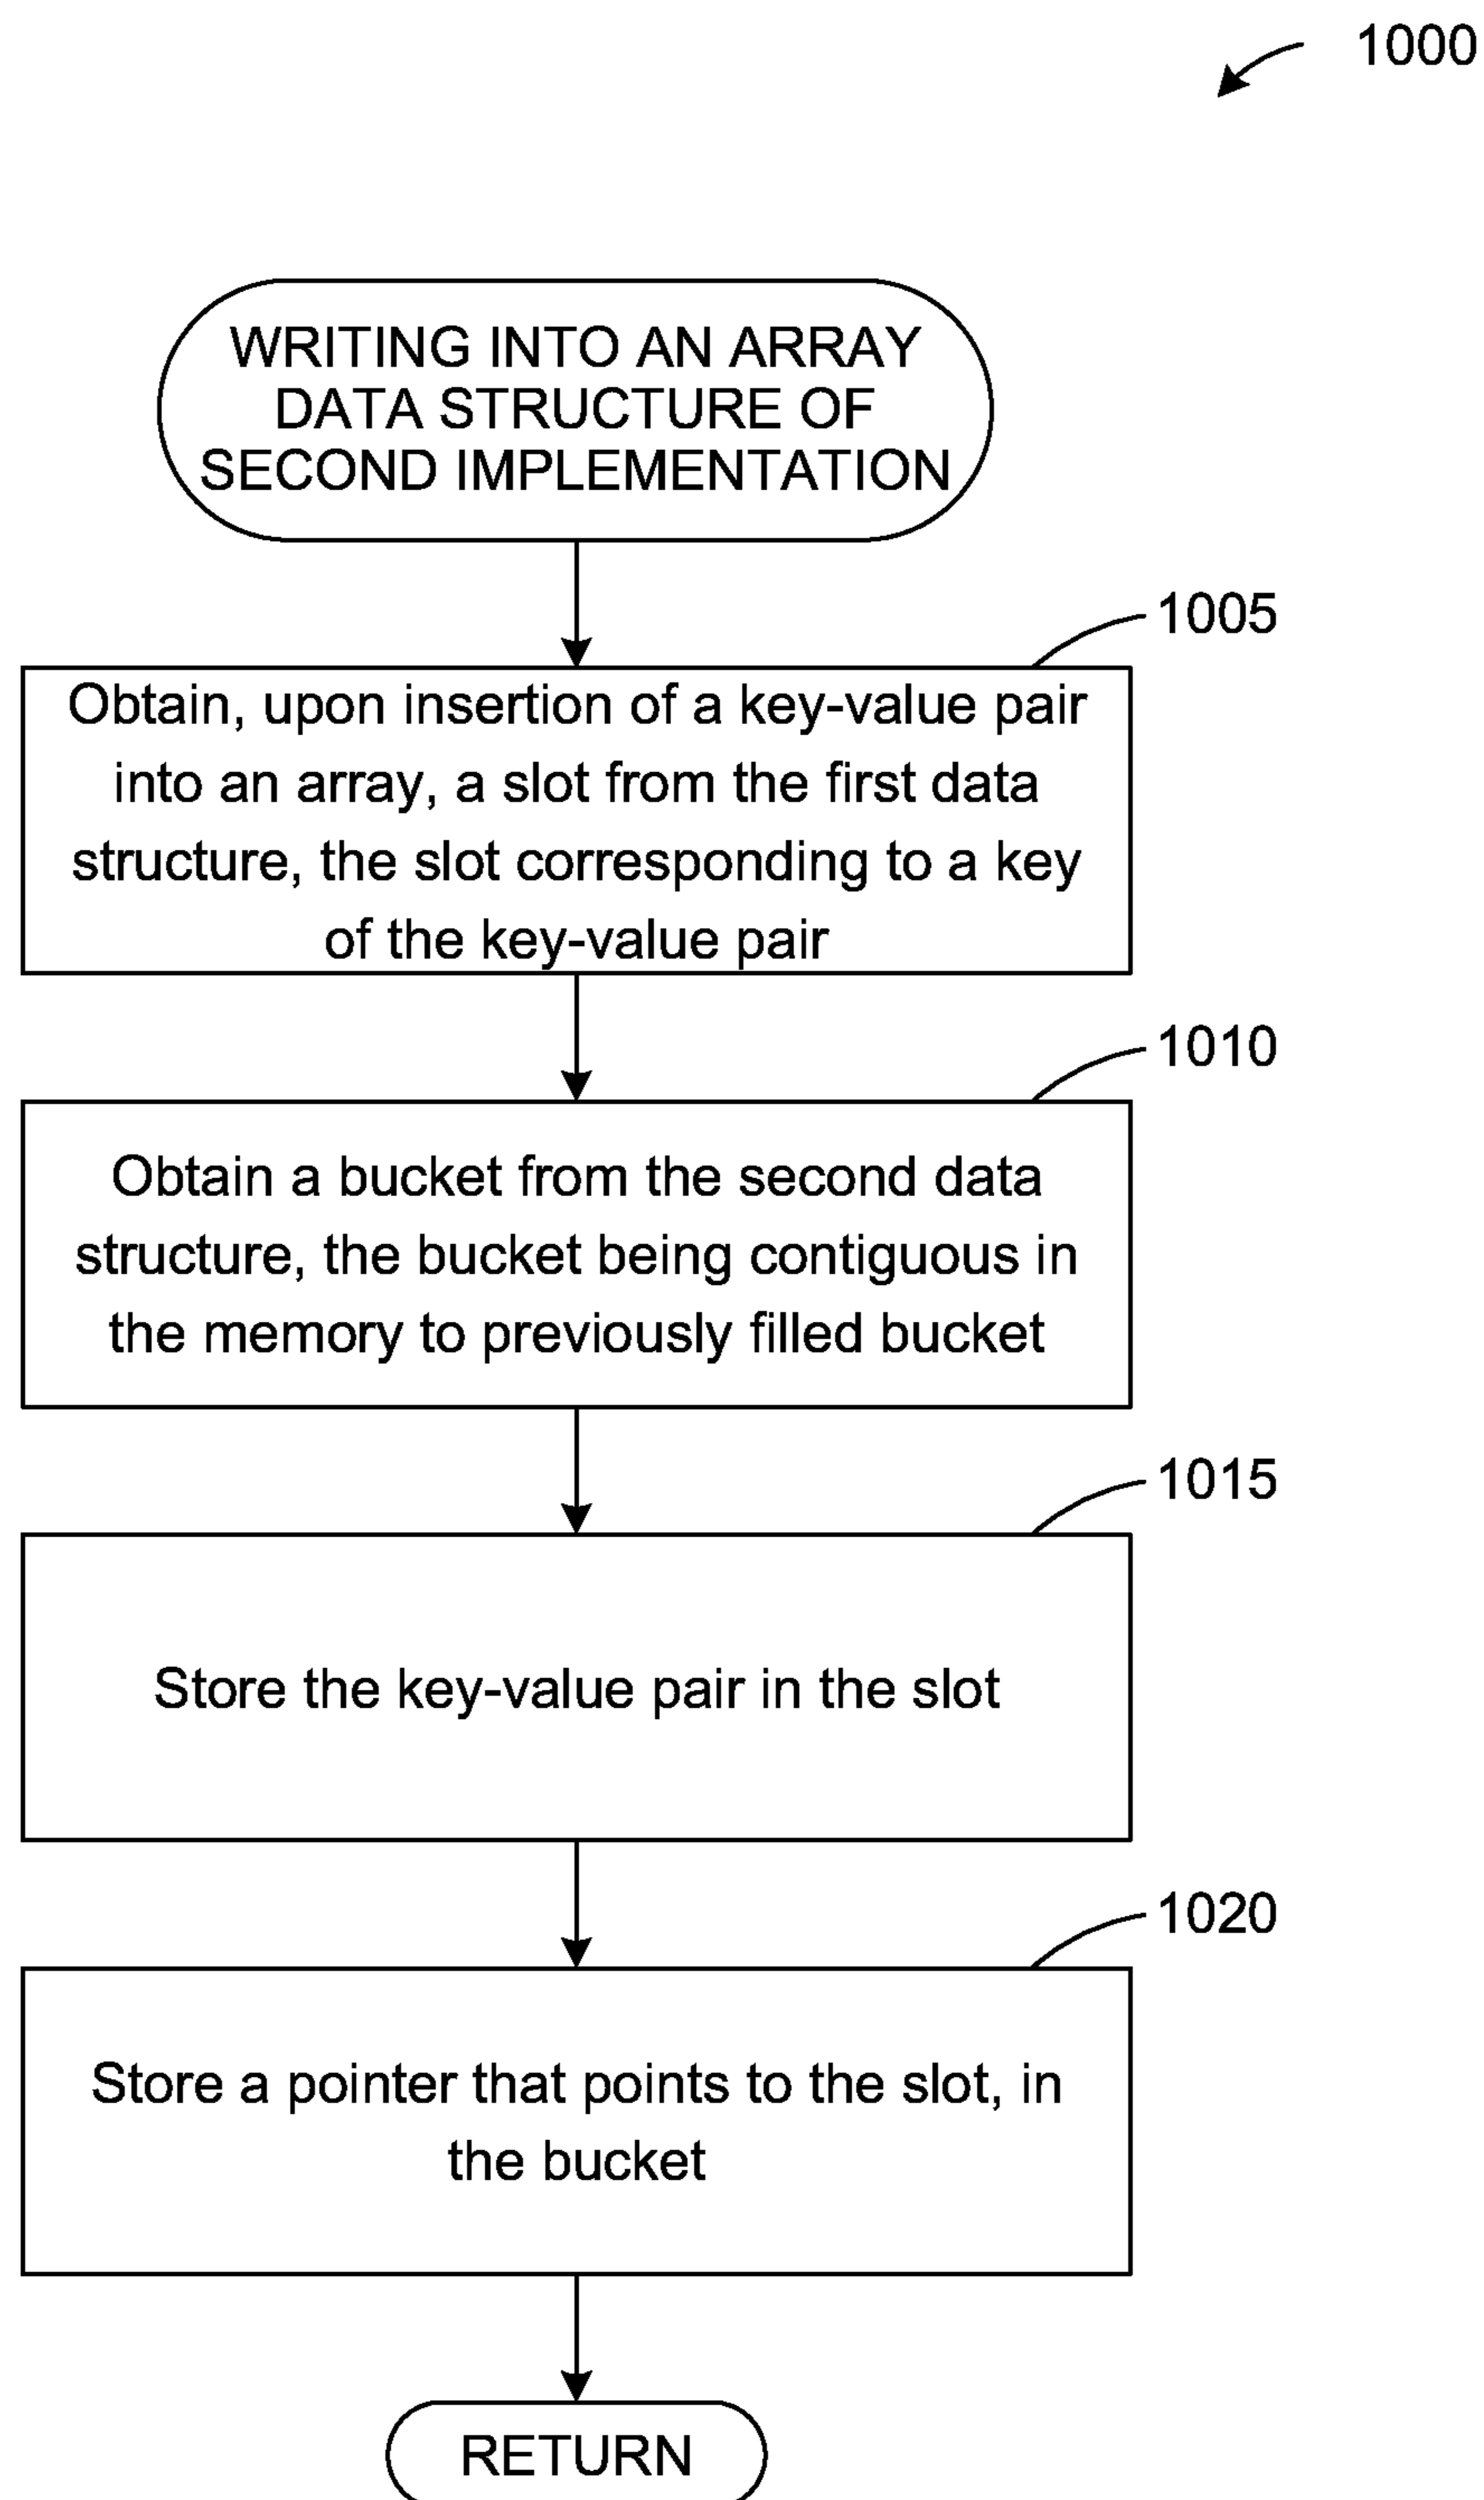 1000
WRITING INTO AN ARRAY
DATA STRUCTURE OF
SECOND IMPLEMENTATION
1005
Obtain, upon insertion of a key-value pair
into an array, a slot from the first data
structure, the slot corresponding to a key
of the key-value pair
1010
Obtain a bucket from the second data
structure, the bucket being contiguous in
the memory to previously filled bucket
1015
Store the key-value pair in the slot
1020
Store a pointer that points to the slot, in
the bucket
RETURN